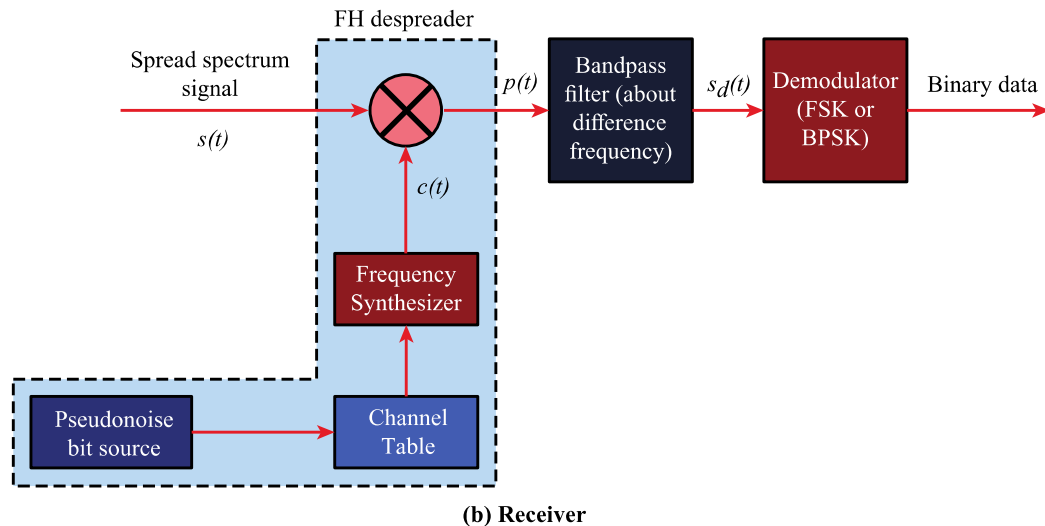 FH despreader
Spread spectrum
signal
s(t)
p(t)
Bandpass
filter (about
difference
frequency)
s_d(t)
Demodulator
(FSK or
BPSK)
Binary data
c(t)
Frequency
Synthesizer
Pseudonoise
bit source
Channel
Table
(b) Receiver